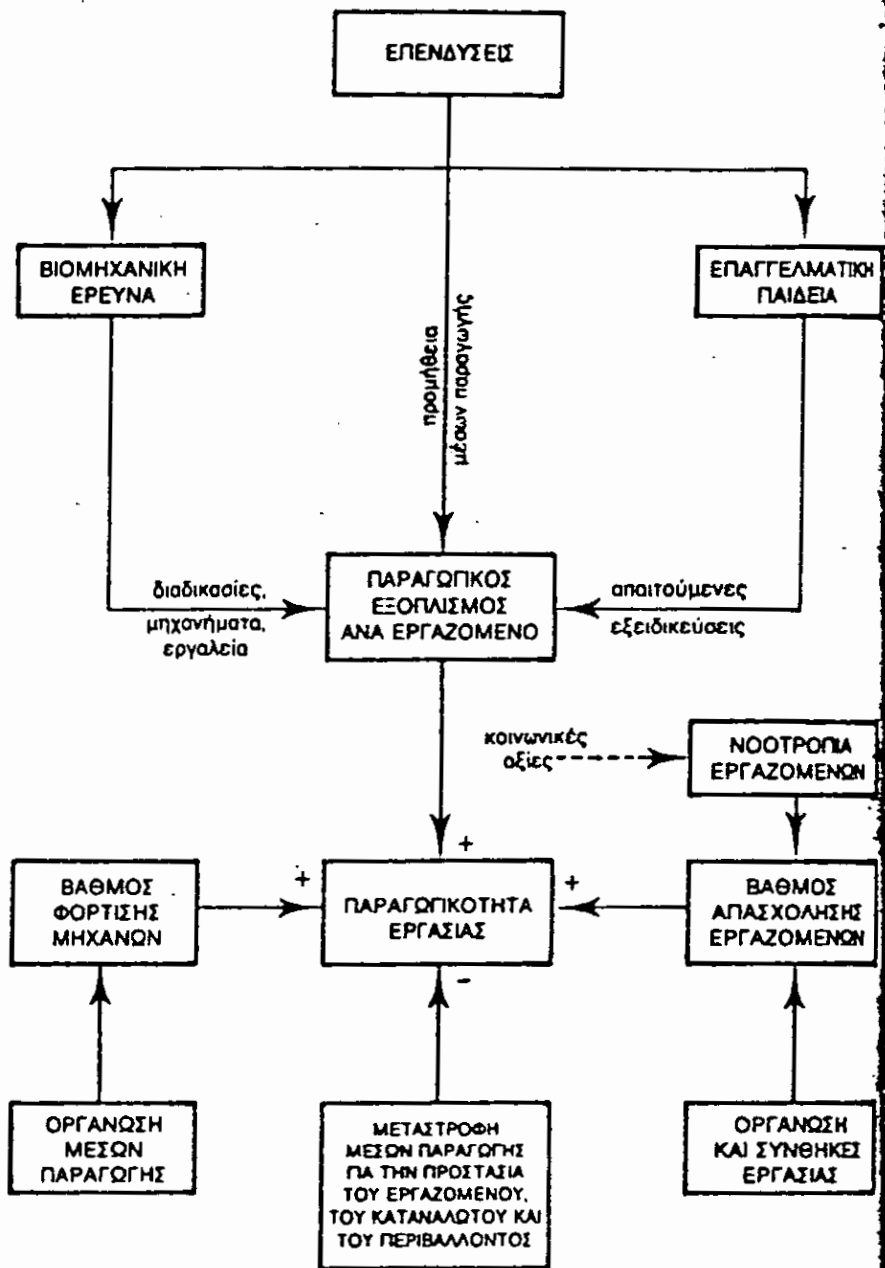 ΕΠΕΝΔΥΣΕΙΣ
ΒΙΟΜΗΧΑΝΙΚΗ
ΕΡΕΥΝΑ
ΕΠΑΓΓΕΛΜΑΤΙΚΗ
ΠΑΙΔΕΙΑ
προμήθεια
μέσων παραγωγής
διαδικασίες,
μηχανήματα,
εργαλεία
ΠΑΡΑΓΩΓΙΚΟΣ
ΕΞΟΠΛΙΣΜΟΣ
ΑΝΑ ΕΡΓΑΖΟΜΕΝΟ
απαιτούμενες
εξειδικεύσεις
κοινωνικές
αξίες
ΝΟΟΤΡΟΠΙΑ
ΕΡΓΑΖΟΜΕΝΩΝ
+
ΒΑΘΜΟΣ
ΦΟΡΤΙΣΗΣ
ΜΗΧΑΝΩΝ
+
ΠΑΡΑΓΩΓΙΚΟΤΗΤΑ
ΕΡΓΑΣΙΑΣ
+
ΒΑΘΜΟΣ
ΑΠΑΣΧΟΛΗΣΗΣ
ΕΡΓΑΖΟΜΕΝΩΝ
-
ΟΡΓΑΝΩΣΗ
ΜΕΣΩΝ
ΠΑΡΑΓΩΓΗΣ
ΜΕΤΑΣΤΡΟΦΗ
ΜΕΣΩΝ ΠΑΡΑΓΩΓΗΣ
ΓΙΑ ΤΗΝ ΠΡΟΣΤΑΣΙΑ
ΤΟΥ ΕΡΓΑΖΟΜΕΝΟΥ,
ΤΟΥ ΚΑΤΑΝΑΛΩΤΟΥ ΚΑΙ
ΤΟΥ ΠΕΡΙΒΑΛΛΟΝΤΟΣ
ΟΡΓΑΝΩΣΗ
ΚΑΙ ΣΥΝΘΗΚΕΣ
ΕΡΓΑΣΙΑΣ